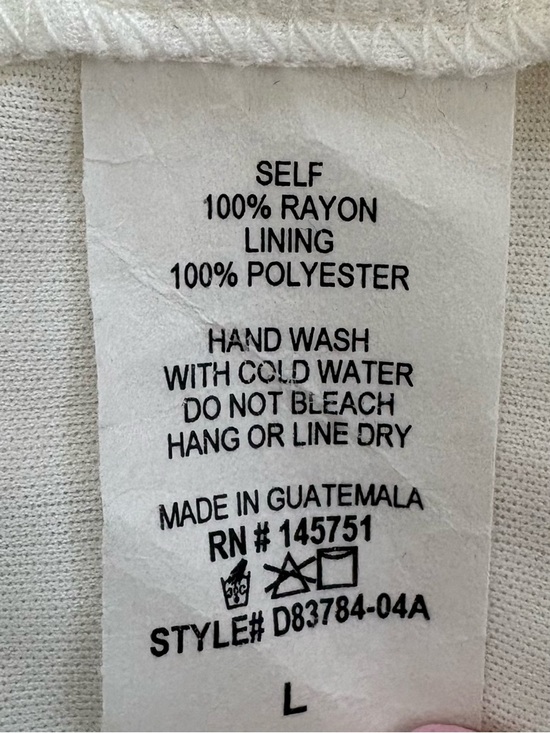 SELF
100% RAYON
LINING
100% POLYESTER
HAND WASH
WITH COLD WATER
DO NOT BLEACH
HANG OR LINE DRY
MADE IN GUATEMALA
RN # 145751
30C
STYLE# D83784-04A
L